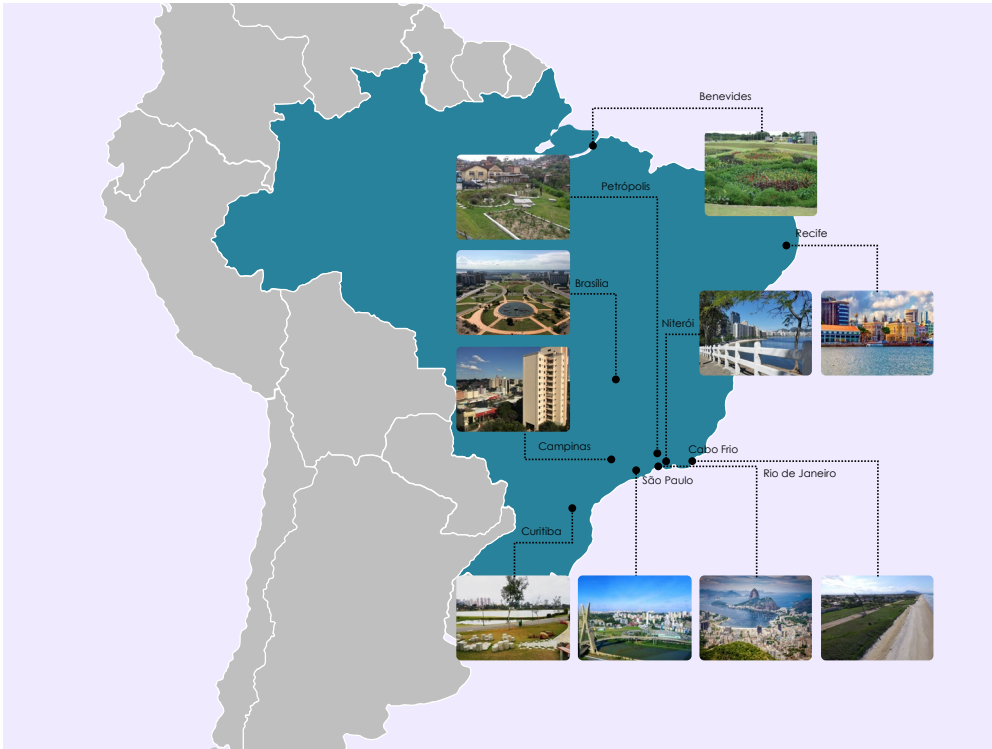 Benevides
Petrópolis
Recife
Brasília
Niterói
Campinas
Cabo Frio
Rio de Janeiro
São Paulo
Curitiba